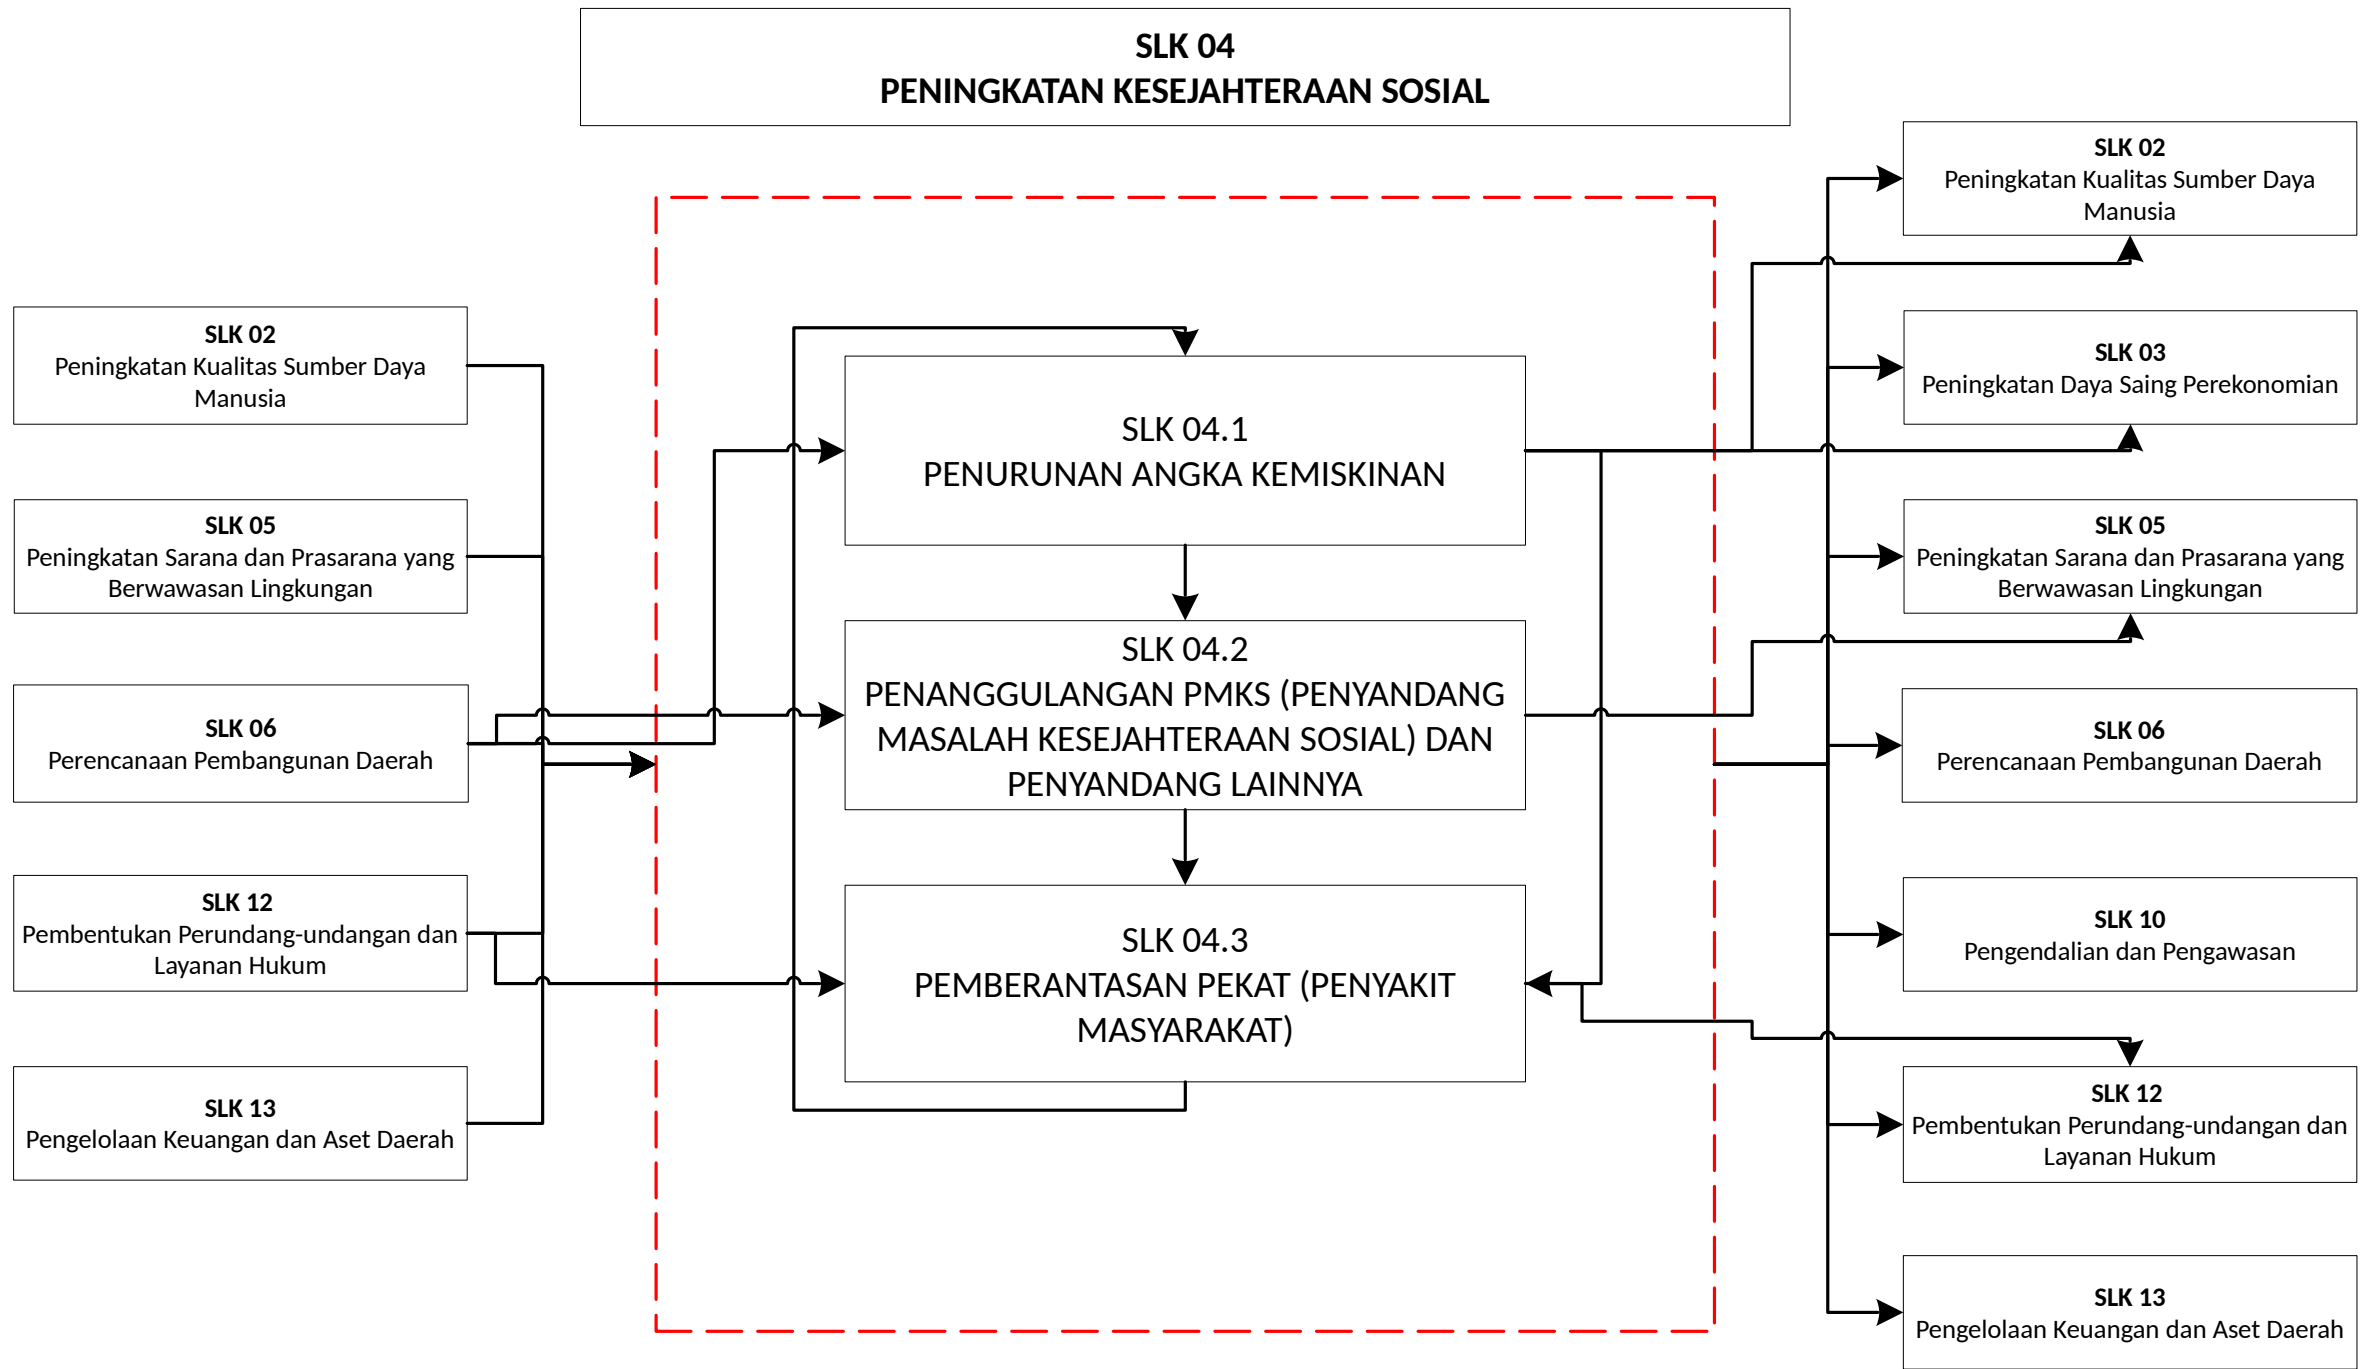 SLK 04
PENINGKATAN KESEJAHTERAAN SOSIAL
SLK 02
Peningkatan Kualitas Sumber Daya
Manusia
SLK 05
Peningkatan Sarana dan Prasarana yang
Berwawasan Lingkungan
SLK 06
Perencanaan Pembangunan Daerah
SLK 12
Pembentukan Perundang-undangan dan
Layanan Hukum
SLK 13
Pengelolaan Keuangan dan Aset Daerah
SLK 04.1
PENURUNAN ANGKA KEMISKINAN
SLK 04.2
PENANGGULANGAN PMKS (PENYANDANG
MASALAH KESEJAHTERAAN SOSIAL) DAN
PENYANDANG LAINNYA
SLK 04.3
PEMBERANTASAN PEKAT (PENYAKIT
MASYARAKAT)
SLK 02
Peningkatan Kualitas Sumber Daya
Manusia
SLK 03
Peningkatan Daya Saing Perekonomian
SLK 05
Peningkatan Sarana dan Prasarana yang
Berwawasan Lingkungan
SLK 06
Perencanaan Pembangunan Daerah
SLK 10
Pengendalian dan Pengawasan
SLK 12
Pembentukan Perundang-undangan dan
Layanan Hukum
SLK 13
Pengelolaan Keuangan dan Aset Daerah